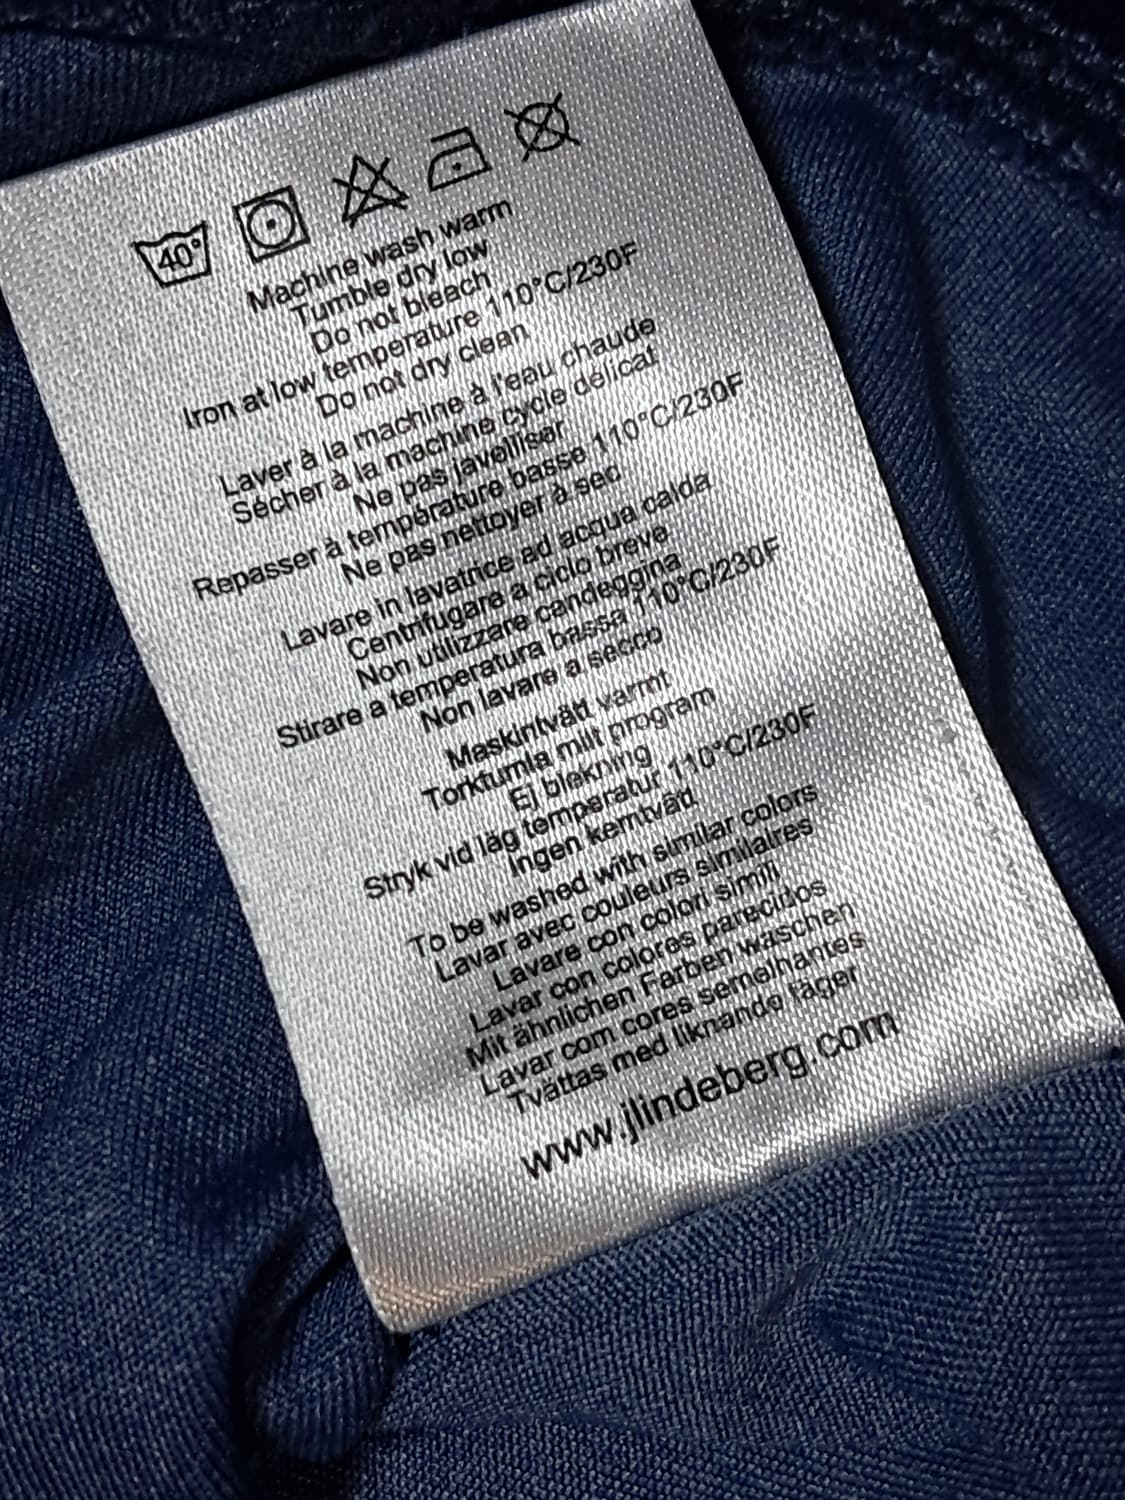 40°
Machine wash warm
Tumble dry low
Do not bleach
Iron at low temperature 110°C/230F
Do not dry clean
Laver à la machine à l'eau chaude
Sécher à la machine cycle délicat
Ne pas javelliser
Repasser à température basse 110°C/230F
Ne pas nettoyer à sec
Lavare in lavatrice ad acqua calda
Centrifugare a ciclo breve
Non utilizzare candeggina
Stirare a temperatura bassa 110°C/230F
Non lavare a secco
Maskintvätt varmt
Torktumla milt program
Ej blekning
Stryk vid låg temperatur 110°C/230F
Ingen kemtvätt
To be washed with similar colors
Lavar avec couleurs similaires
Lavare con colori simili
Lavar con colores parecidos
Mit ähnlichen Farben waschen
Lavar com cores semelhantes
Tvättas med liknande fäger
www.jlindeberg.com